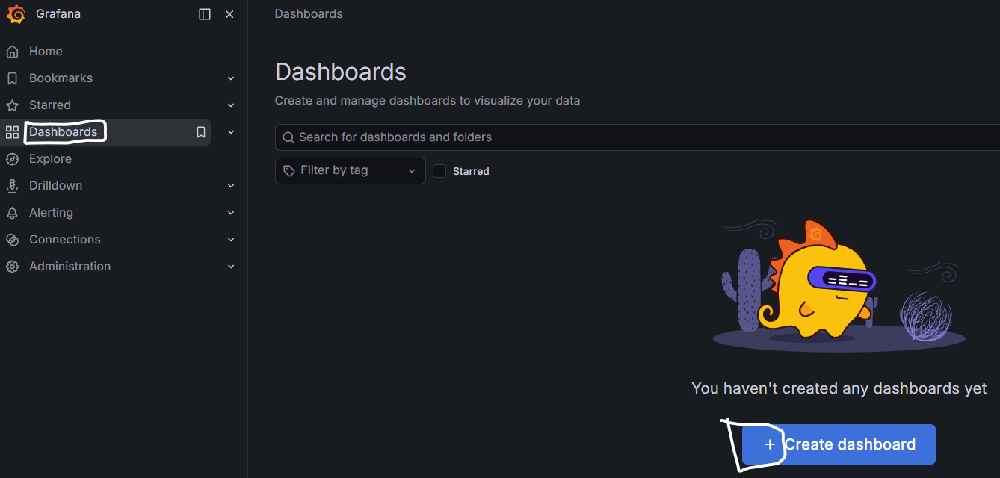 Grafana
Dashboards
Home
Bookmarks
Starred
Dashboards
Explore
Drilldown
Alerting
Connections
Administration
Dashboards
Create and manage dashboards to visualize your data
Search for dashboards and folders
Filter by tag
Starred
You haven't created any dashboards yet
+ Create dashboard